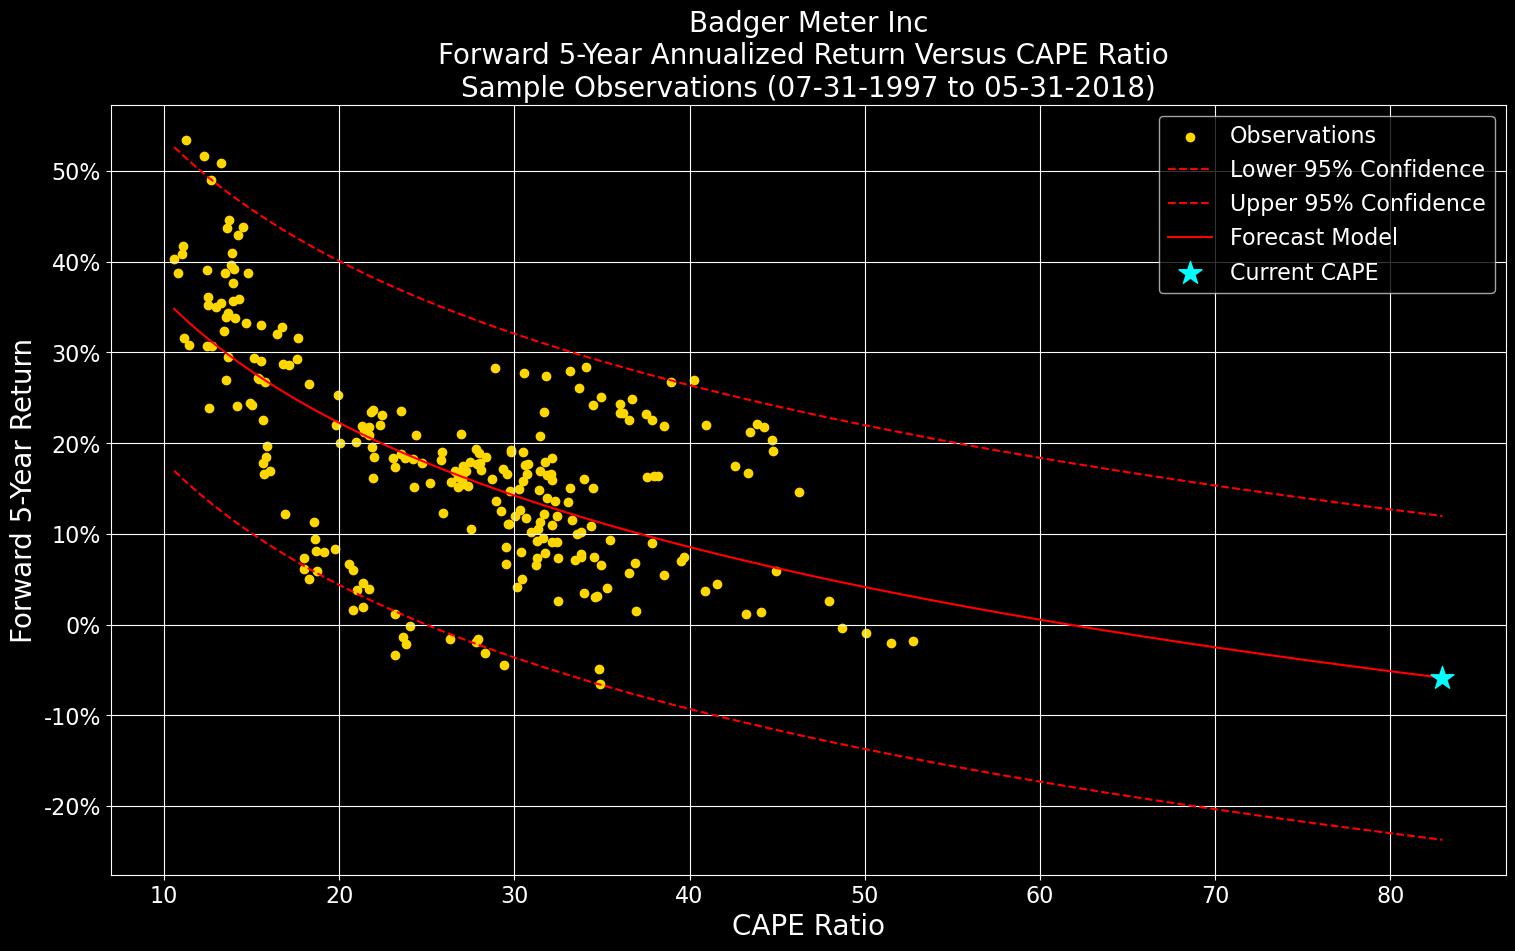 Badger Meter Inc
Forward 5-Year Annualized Return Versus CAPE Ratio
Sample Observations (07-31-1997 to 05-31-2018)
Observations
Lower 95% Confidence
Upper 95% Confidence
Forecast Model
Current CAPE
Forward 5-Year Return
50%
40%
30%
20%
10%
0%
-10%
-20%
10 20 30 40 50 60 70 80
CAPE Ratio